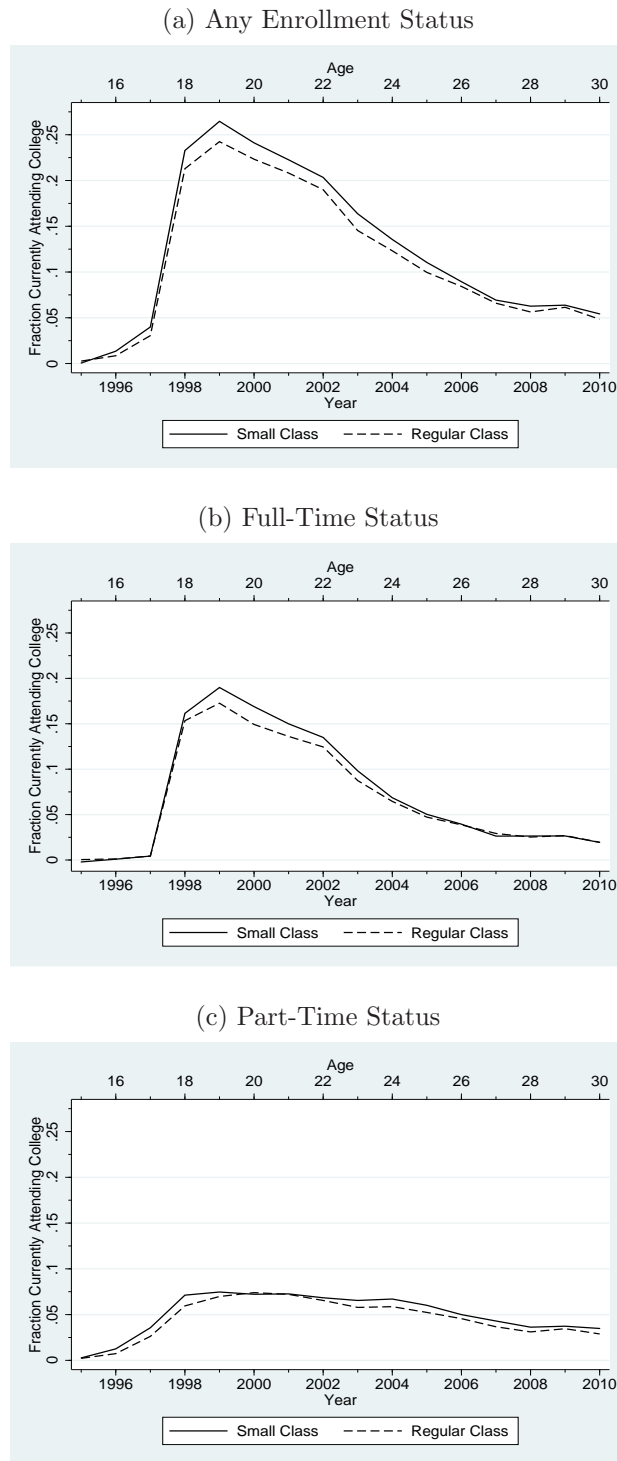 (a) Any Enrollment Status
Age
16 18 20 22 24 26 28 30
Fraction Currently Attending College
0 .05 .1 .15 .2 .25
1996 1998 2000 2002 2004 2006 2008 2010
Year
Small Class Regular Class
(b) Full-Time Status
Age
16 18 20 22 24 26 28 30
Fraction Currently Attending College
0 .05 .1 .15 .2 .25
1996 1998 2000 2002 2004 2006 2008 2010
Year
Small Class Regular Class
(c) Part-Time Status
Age
16 18 20 22 24 26 28 30
Fraction Currently Attending College
0 .05 .1 .15 .2 .25
1996 1998 2000 2002 2004 2006 2008 2010
Year
Small Class Regular Class